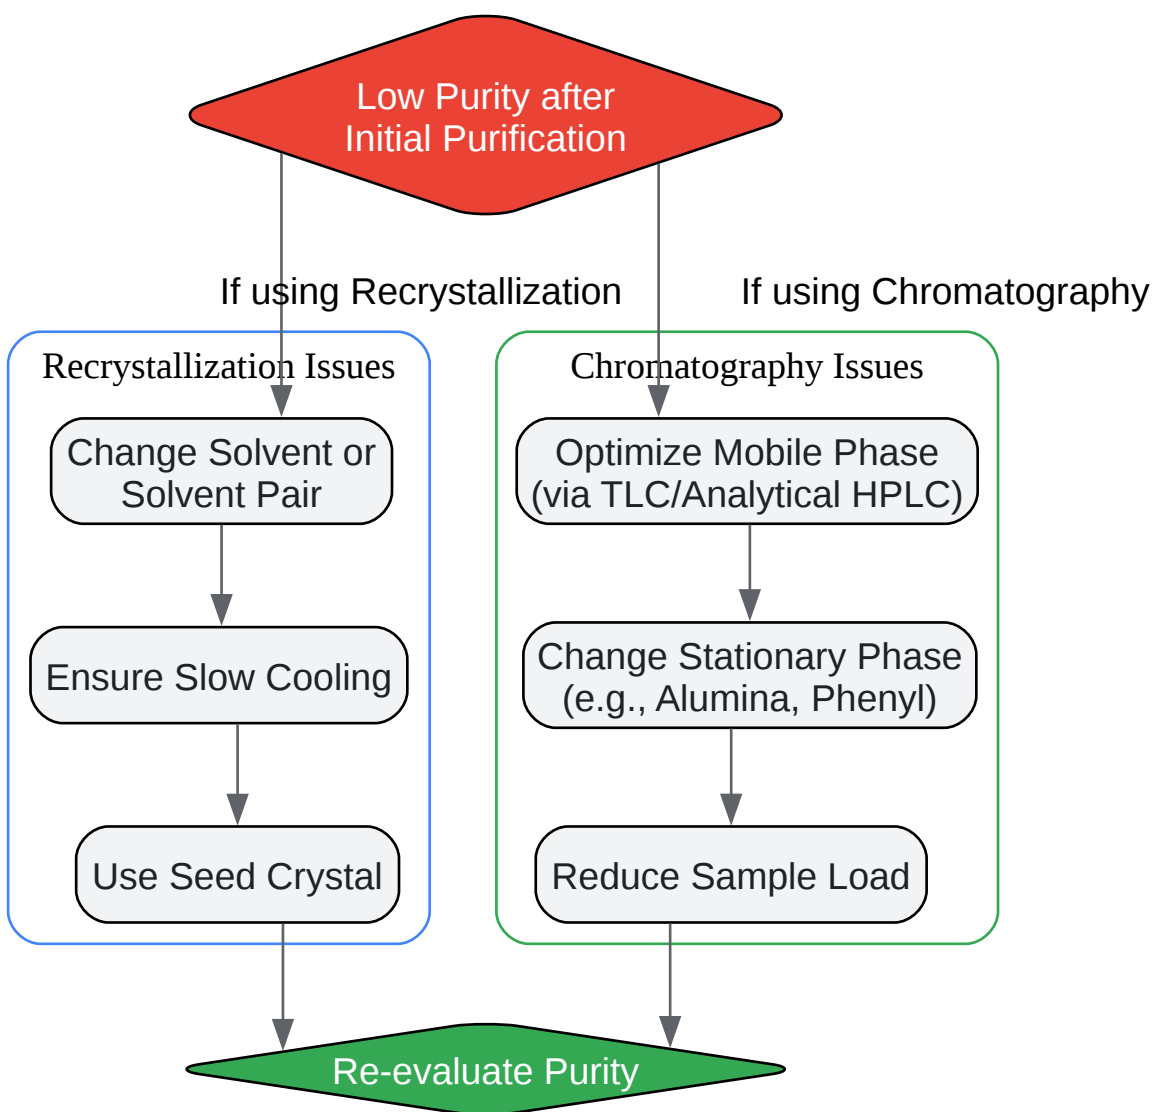 Low Purity after
Initial Purification
If using Recrystallization
If using Chromatography
Recrystallization Issues
Chromatography Issues
Change Solvent or
Solvent Pair
Optimize Mobile Phase
(via TLC/Analytical HPLC)
Ensure Slow Cooling
Change Stationary Phase
(e.g., Alumina, Phenyl)
Use Seed Crystal
Reduce Sample Load
Re-evaluate Purity